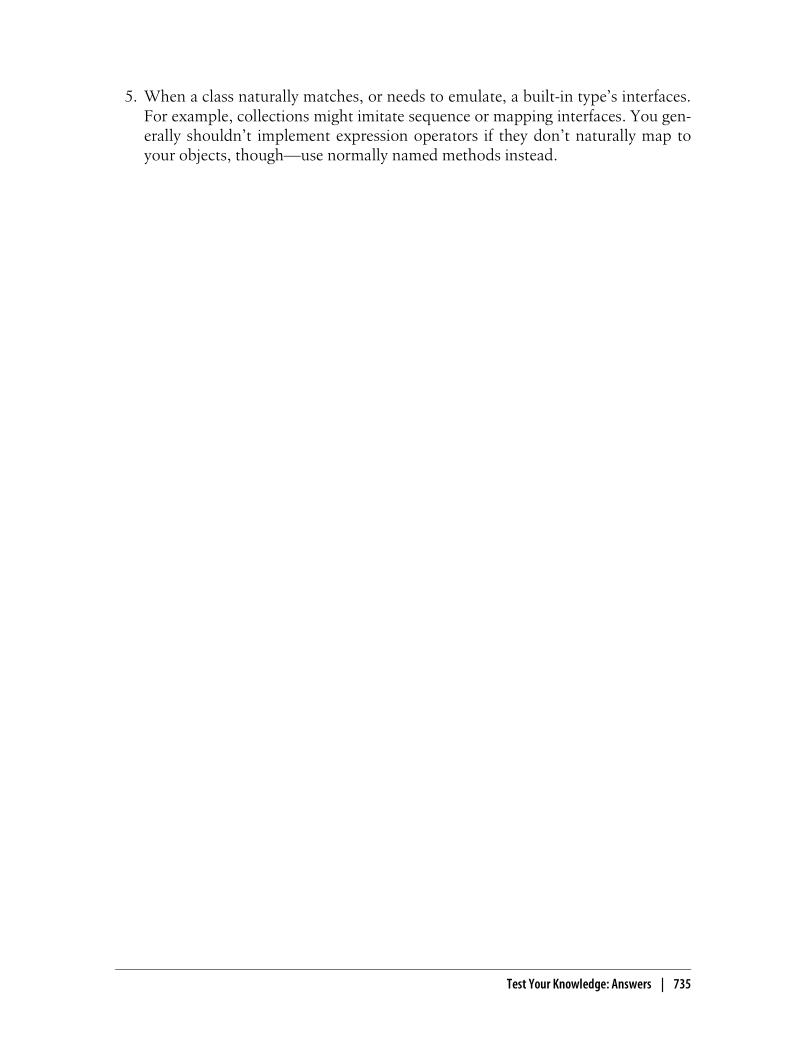 5. When a class naturally matches, or needs to emulate, a built-in type’s interfaces.
For example, collections might imitate sequence or mapping interfaces. You gen-
erally shouldn’t implement expression operators if they don’t naturally map to
your objects, though—use normally named methods instead.
Test Your Knowledge: Answers | 735